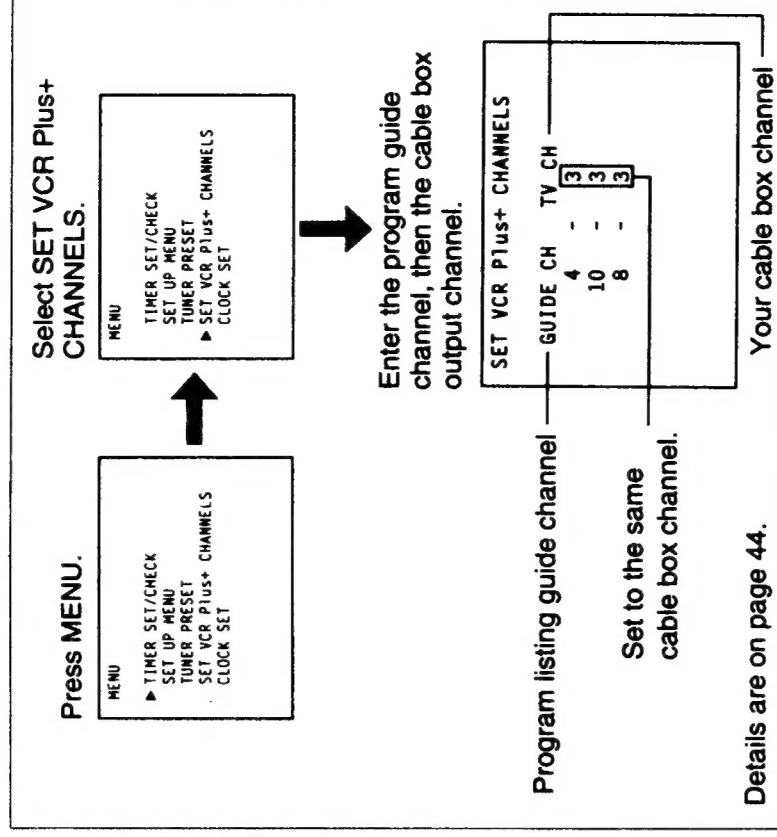 Press MENU.
MENU
▶ TIMER SET/CHECK
SET UP MENU
TUNER PRESET
SET VCR Plus+ CHANNELS
CLOCK SET
Select SET VCR Plus+
CHANNELS.
MENU
TIMER SET/CHECK
SET UP MENU
TUNER PRESET
▶ SET VCR Plus+ CHANNELS
CLOCK SET
Enter the program guide
channel, then the cable box
output channel.
SET VCR Plus+ CHANNELS
GUIDE CH TV CH
4 - 3
10 - 3
8 - 3
Program listing guide channel
Set to the same
cable box channel.
Your cable box channel
Details are on page 44.